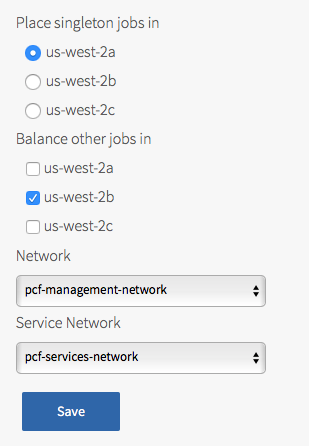 Place singleton jobs in
us-west-2a
us-west-2b
us-west-2c
Balance other jobs in
us-west-2a
us-west-2b
us-west-2c
Network
pcf-management-network
Service Network
pcf-services-network
Save